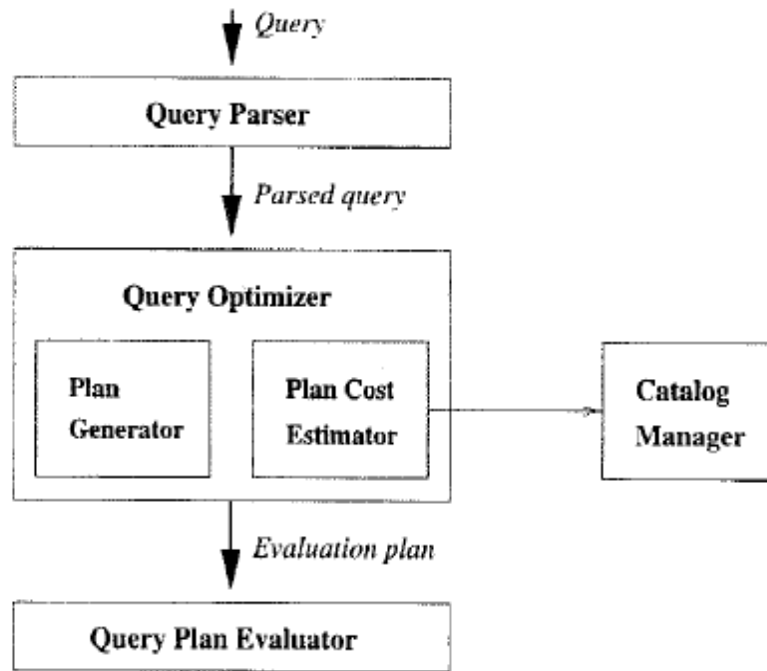 Query
Query Parser
Parsed query
Query Optimizer
Plan
Generator
Plan Cost
Estimator
Catalog
Manager
Evaluation plan
Query Plan Evaluator